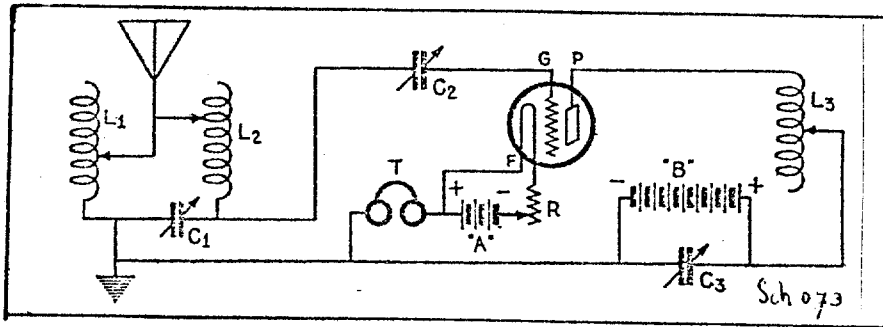 G P
C2
L1
L2
L3
F
T
"B"
+ - R
- +
"A"
C1
C3
Sch 073